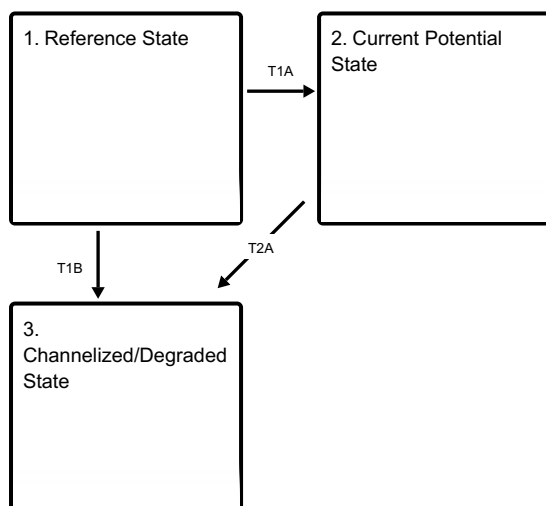 1. Reference State
2. Current Potential
State
T1A
T1B
T2A
3.
Channelized/Degraded
State